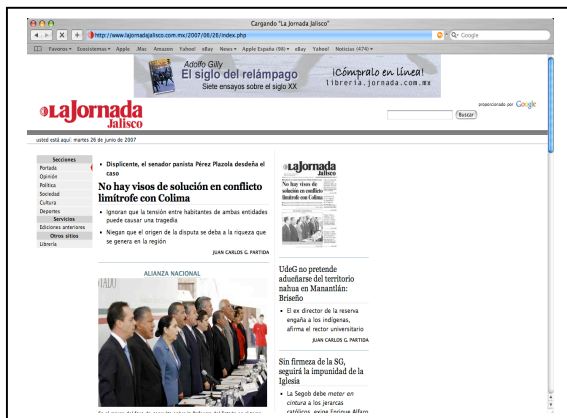 Cargando "La Jornada Jalisco"
http://www.lajornadajalisco.com.mx/2007/06/26/index.php
Google
Favoros Ecosistemas Apple .Mac Amazon Yahoo! eBay News Apple España (98) eBay Yahoo! Noticias (474)
Adolfo Gilly
El siglo del relámpago
Siete ensayos sobre el siglo XX
¡Cómpralo en línea!
libreria.jornada.com.mx
La Jornada
Jalisco
proporcionado por Google
Buscar
usted está aquí: martes 26 de junio de 2007
Secciones
Portada
Opinión
Política
Sociedad
Cultura
Deportes
Servicios
Ediciones anteriores
Otros sitios
Librería
• Displicente, el senador panista Pérez Plazola desdeña el
caso
No hay visos de solución en conflicto
limítrofe con Colima
• Ignoran que la tensión entre habitantes de ambas entidades
puede causar una tragedia
• Niegan que el origen de la disputa se deba a la riqueza que
se genera en la región
JUAN CARLOS G. PARTIDA
ALIANZA NACIONAL
La Jornada
Jalisco
No hay visos de
solución en conflicto
limítrofe con Colima
UdeG no pretende
adueñarse del territorio
nahua en Manantlán:
Briseño
• El ex director de la reserva
engaña a los indígenas,
afirma el rector universitario
JUAN CARLOS G. PARTIDA
Sin firmeza de la SG,
seguirá la impunidad de la
Iglesia
• La Segob debe meter en
cintura a los jerarcas
católicos, exige Enrique Alfaro